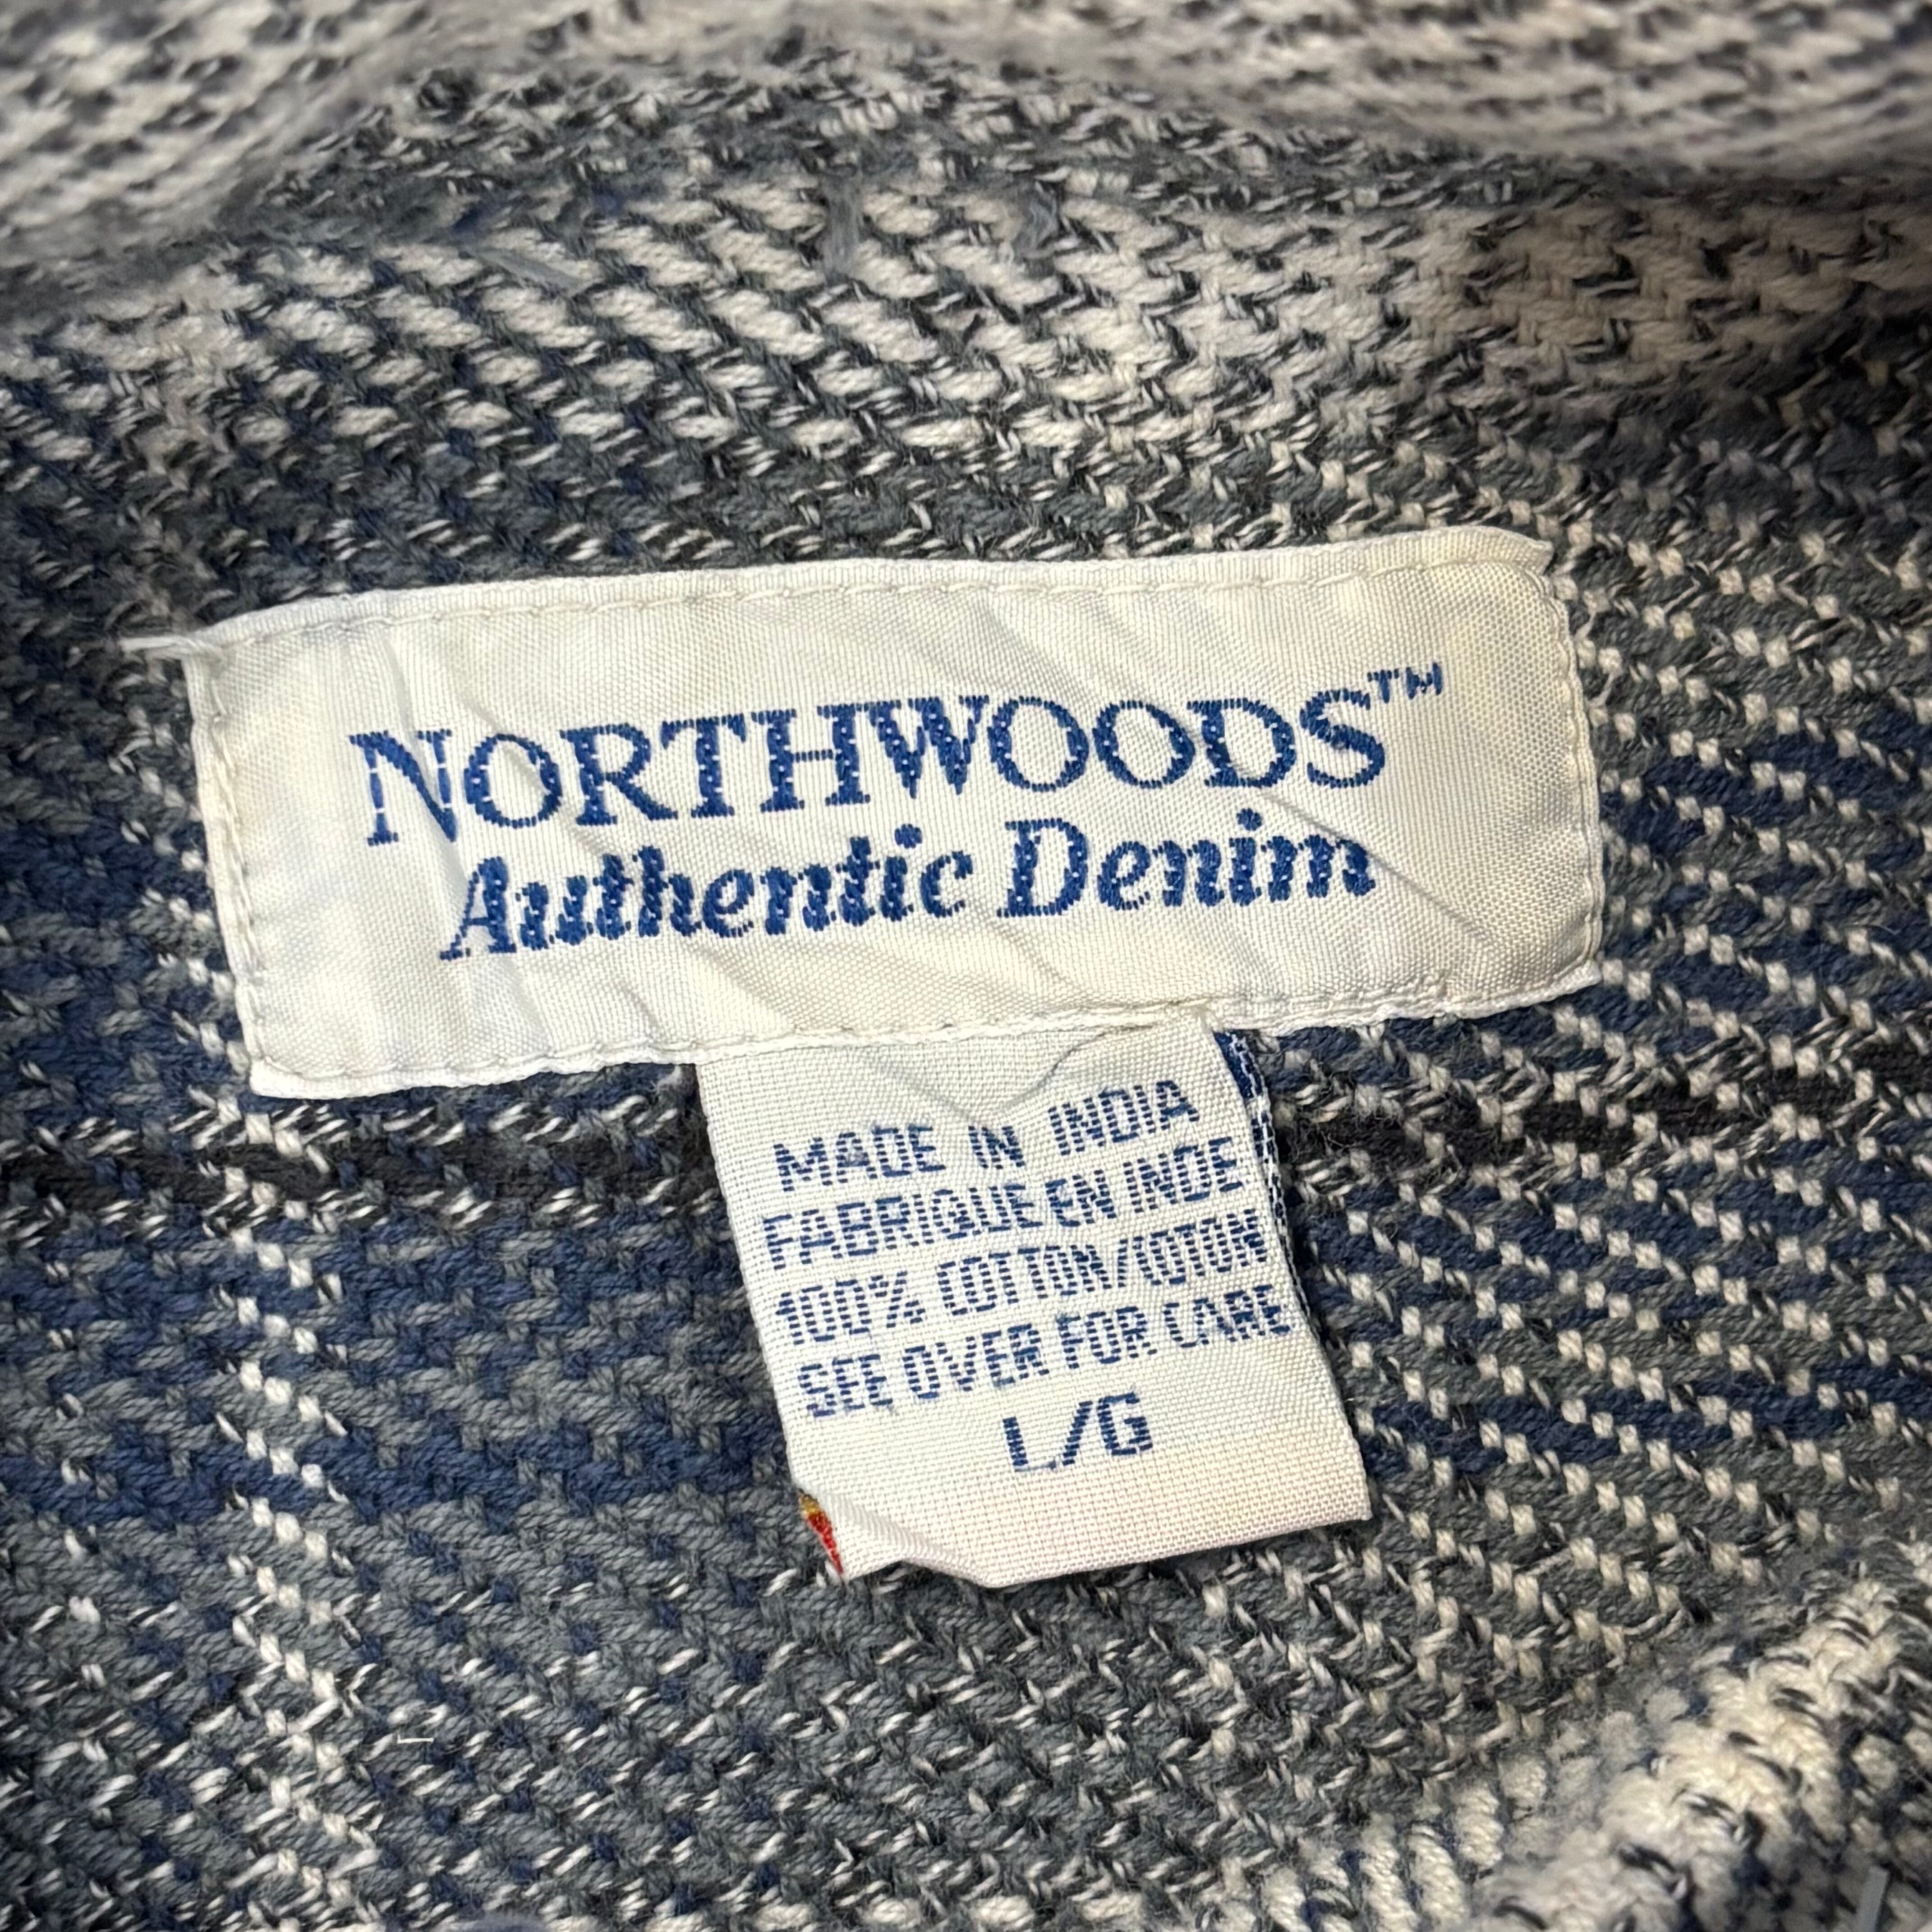 NORTHWOODS™
Authentic Denim
MADE IN INDIA
FABRIQUE EN INDE
100% COTTON/COTON
SEE OVER FOR CARE
L/G